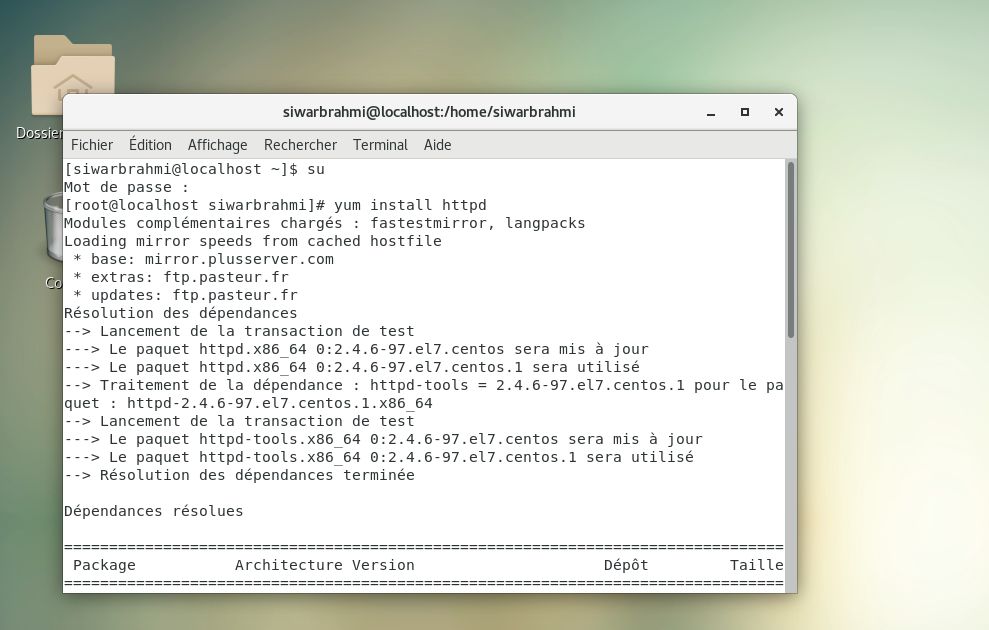 Dossier
siwarbrahmi@localhost:/home/siwarbrahmi
Fichier Édition Affichage Rechercher Terminal Aide
[siwarbrahmi@localhost ~]$ su
Mot de passe :
[root@localhost siwarbrahmi]# yum install httpd
Modules complémentaires chargés : fastestmirror, langpacks
Loading mirror speeds from cached hostfile
 * base: mirror.plusserver.com
 * extras: ftp.pasteur.fr
 * updates: ftp.pasteur.fr
Résolution des dépendances
--> Lancement de la transaction de test
---> Le paquet httpd.x86_64 0:2.4.6-97.el7.centos sera mis à jour
---> Le paquet httpd.x86_64 0:2.4.6-97.el7.centos.1 sera utilisé
--> Traitement de la dépendance : httpd-tools = 2.4.6-97.el7.centos.1 pour le pa
quet : httpd-2.4.6-97.el7.centos.1.x86_64
--> Lancement de la transaction de test
---> Le paquet httpd-tools.x86_64 0:2.4.6-97.el7.centos sera mis à jour
---> Le paquet httpd-tools.x86_64 0:2.4.6-97.el7.centos.1 sera utilisé
--> Résolution des dépendances terminée
Co
Dépendances résolues
================================================================================
 Package           Architecture Version                     Dépôt         Taille
================================================================================